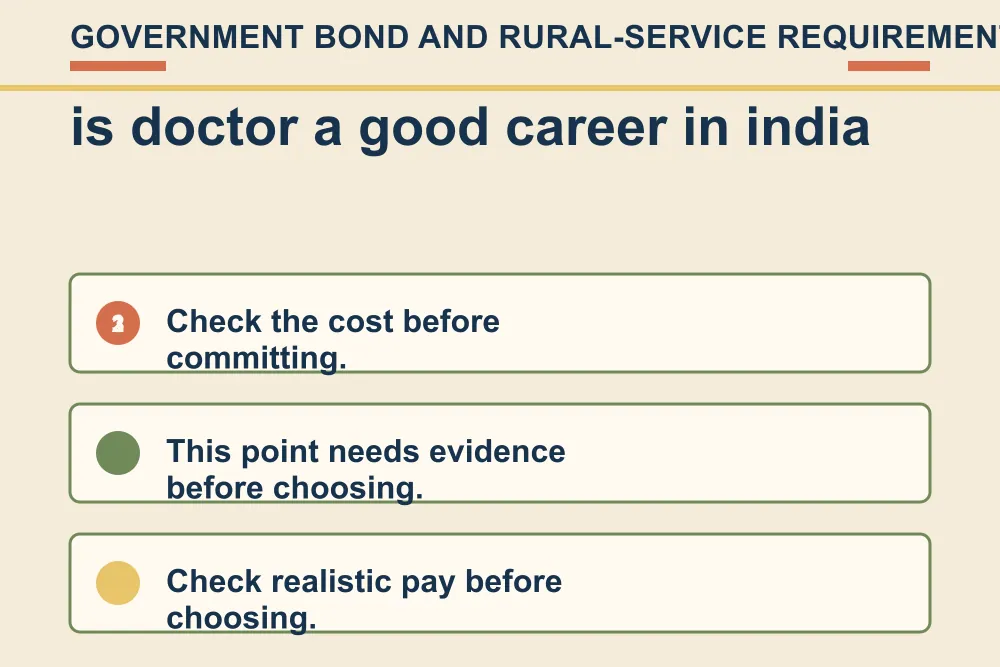 GOVERNMENT BOND AND RURAL-SERVICE
is doctor a good career in india
Check the cost before
committing.
This point needs evidence
before choosing.
Check realistic pay before
choosing.